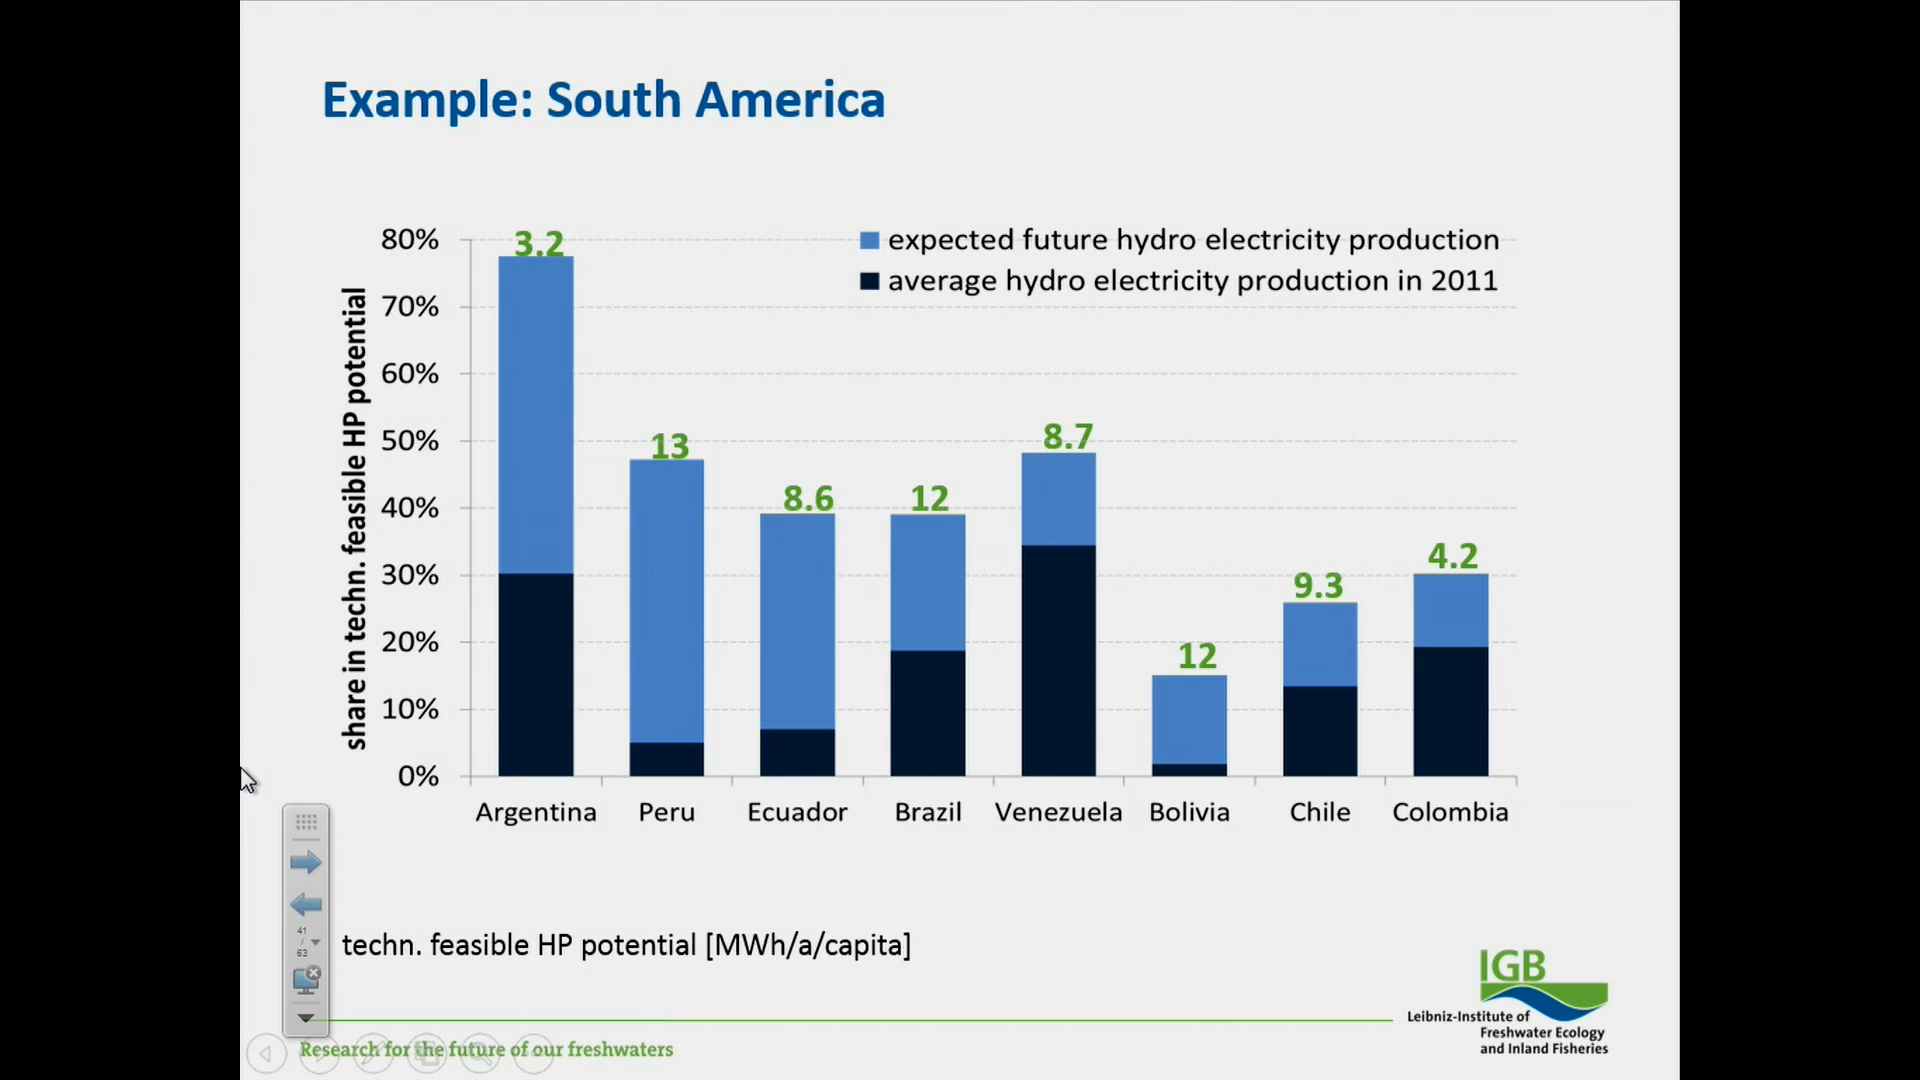 Example: South America
expected future hydro electricity production
average hydro electricity production in 2011
share in techn. feasible HP potential
80%
70%
60%
50%
40%
30%
20%
10%
0%
3.2
13
8.6
12
8.7
12
9.3
4.2
Argentina
Peru
Ecuador
Brazil
Venezuela
Bolivia
Chile
Colombia
41
/
63
techn. feasible HP potential [MWh/a/capita]
IGB
Leibniz-Institute of
Freshwater Ecology
and Inland Fisheries
Research for the future of our freshwaters